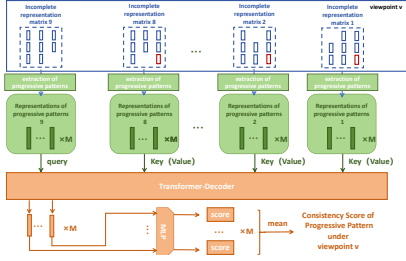 viewpoint v
Incomplete
representation
matrix 9
Incomplete
representation
matrix 8
...
Incomplete
representation
matrix 2
Incomplete
representation
matrix 1
extraction of
progressive patterns
extraction of
progressive patterns
extraction of
progressive patterns
extraction of
progressive patterns
Representations of
progressive patterns
9
... ×M
Representations of
progressive patterns
8
... ×M
...
Representations of
progressive patterns
2
... ×M
Representations of
progressive patterns
1
... ×M
query
Key (Value)
Key (Value)
Key (Value)
Transformer-Decoder
... ×M
MLP
score
... ×M
score
mean
Consistency Score of
Progressive Pattern
under
viewpoint v